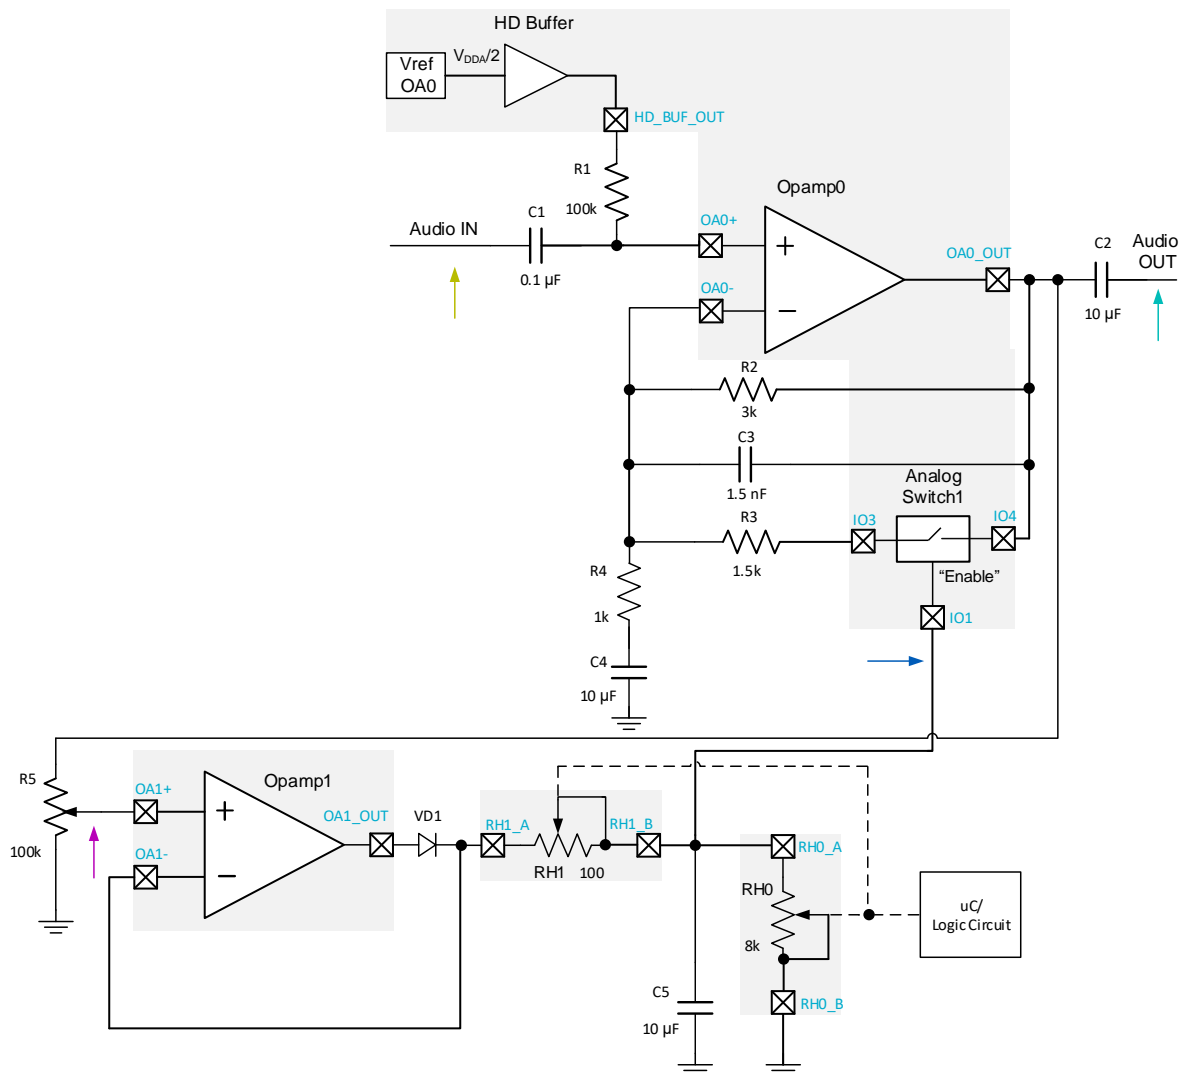 HD Buffer
Vref
OA0
VDDA/2
HD_BUF_OUT
R1
100k
Opamp0
Audio IN
C1
0.1 µF
OA0+
OA0-
OA0_OUT
C2
10 µF
Audio
OUT
R2
3k
C3
1.5 nF
Analog
Switch1
R3
1.5k
IO3
IO4
"Enable"
IO1
R4
1k
C4
10 µF
R5
100k
OA1+
OA1-
Opamp1
OA1_OUT
VD1
RH1_A
RH1_B
RH1
100
RH0_A
RH0
8k
RH0_B
C5
10 µF
uC/
Logic Circuit